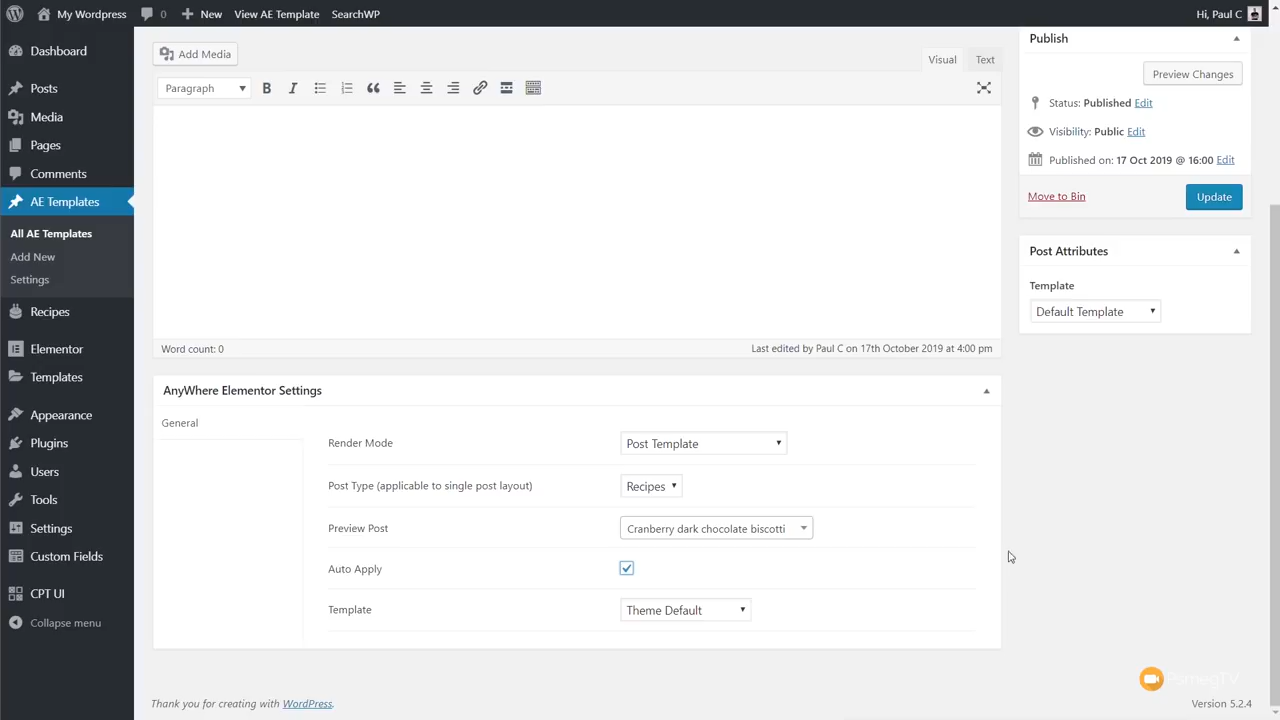 My Wordpress 0 New View AE Template SearchWP Hi, Paul C
Dashboard
Posts
Media
Pages
Comments
AE Templates
All AE Templates
Add New
Settings
Recipes
Elementor
Templates
Appearance
Plugins
Users
Tools
Settings
Custom Fields
CPT UI
Collapse menu
Add Media
Visual Text
Paragraph
Word count: 0 Last edited by Paul C on 17th October 2019 at 4:00 pm
AnyWhere Elementor Settings
General
Render Mode Post Template
Post Type (applicable to single post layout) Recipes
Preview Post Cranberry dark chocolate biscotti
Auto Apply
Template Theme Default
Publish
Preview Changes
Status: Published Edit
Visibility: Public Edit
Published on: 17 Oct 2019 @ 16:00 Edit
Move to Bin Update
Post Attributes
Template
Default Template
PsmegTV
Thank you for creating with WordPress. Version 5.2.4